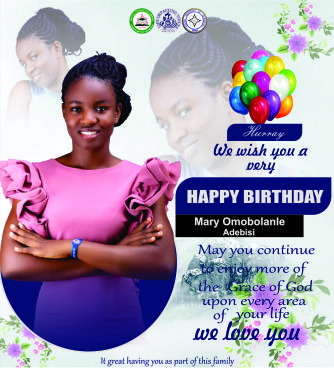 Hurray
We wish you a
very
HAPPY BIRTHDAY
Mary Omobolanle
Adebisi
May you continue
to enjoy more of
the Grace of God
upon every area
of your life
we love you
It great having you as part of this family